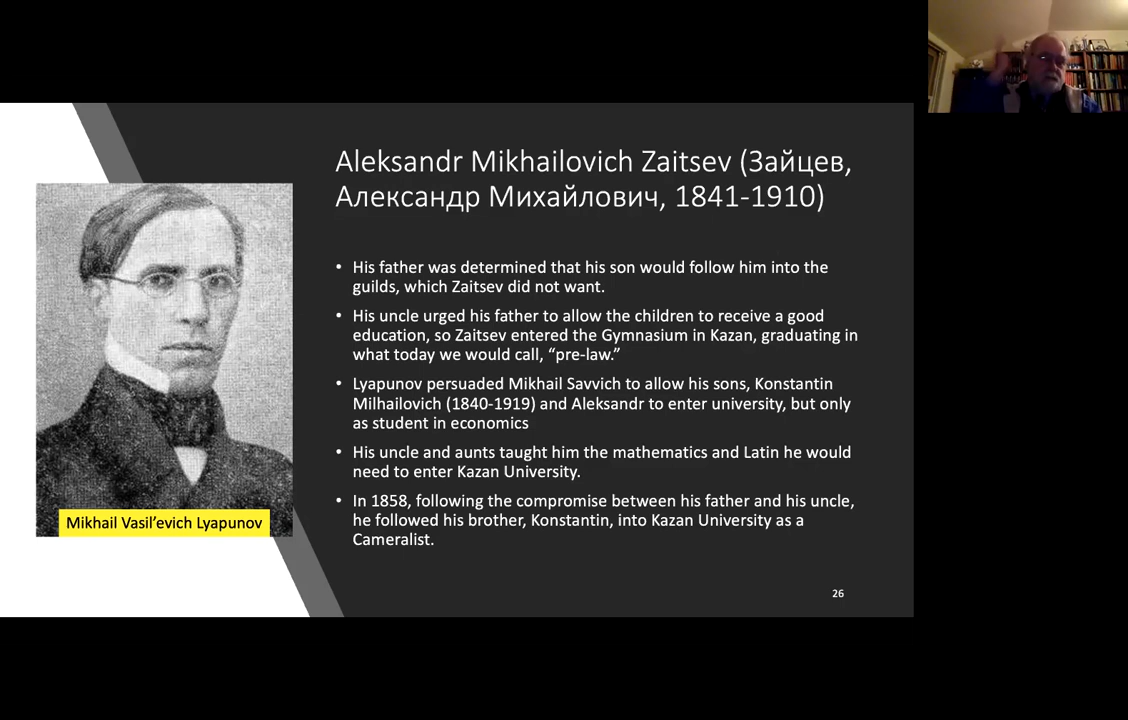 Aleksandr Mikhailovich Zaitsev (Зайцев,
Александр Михайлович, 1841-1910)
• His father was determined that his son would follow him into the
guilds, which Zaitsev did not want.
• His uncle urged his father to allow the children to receive a good
education, so Zaitsev entered the Gymnasium in Kazan, graduating in
what today we would call, “pre-law.”
• Lyapunov persuaded Mikhail Savvich to allow his sons, Konstantin
Milhailovich (1840-1919) and Aleksandr to enter university, but only
as student in economics
• His uncle and aunts taught him the mathematics and Latin he would
need to enter Kazan University.
• In 1858, following the compromise between his father and his uncle,
he followed his brother, Konstantin, into Kazan University as a
Cameralist.
Mikhail Vasil’evich Lyapunov
26